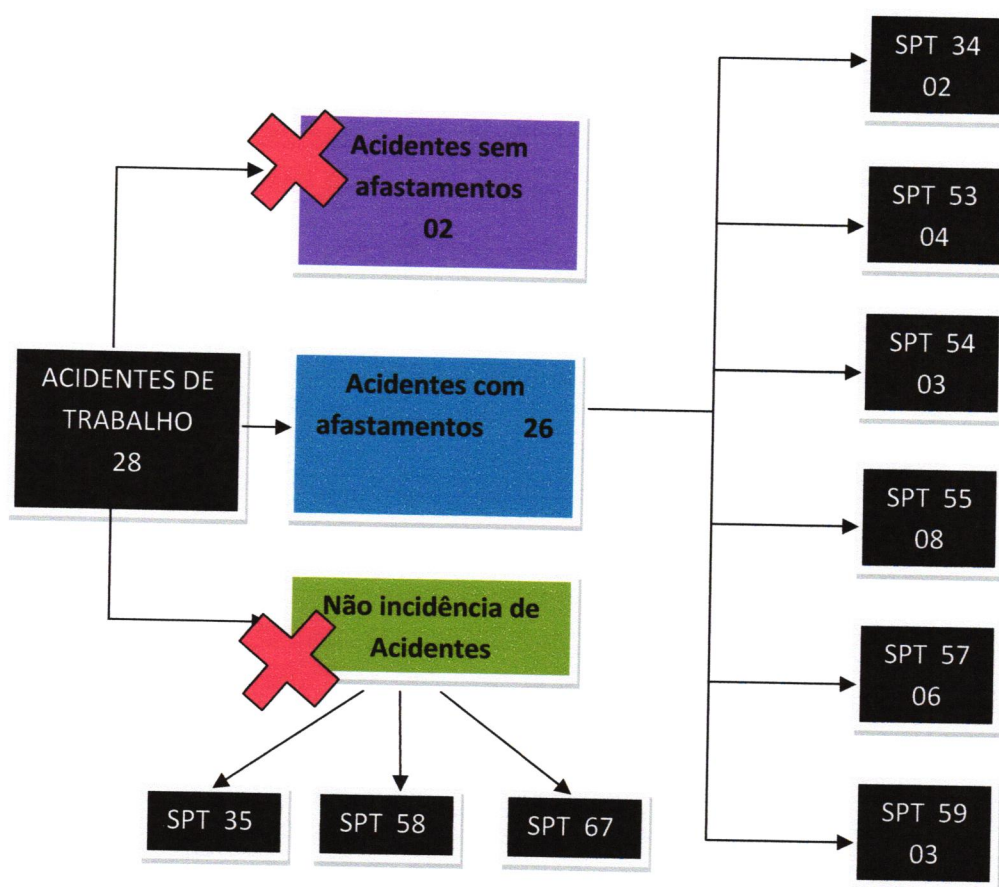 ACIDENTES DE
TRABALHO
28
Acidentes sem
afastamentos
02
Acidentes com
afastamentos 26
Não incidência de
Acidentes
SPT 35
SPT 58
SPT 67
SPT 34
02
SPT 53
04
SPT 54
03
SPT 55
08
SPT 57
06
SPT 59
03